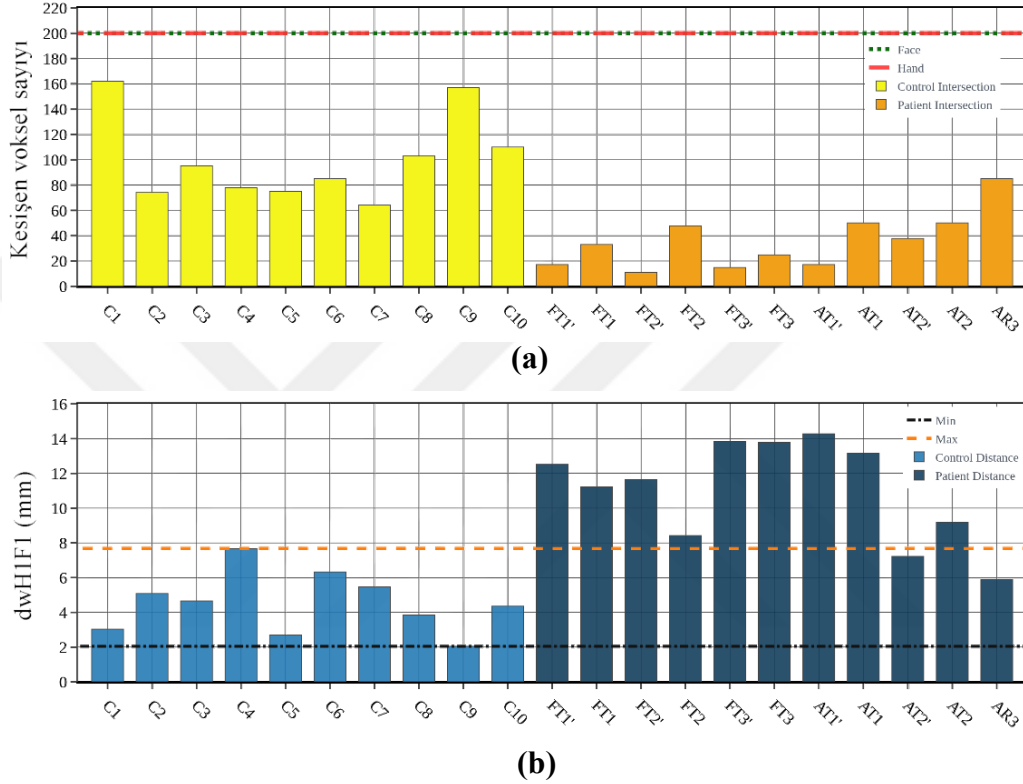 220
200
180
160
140
120
100
80
60
40
20
0
Kesişen voksel sayıyı
Face
Hand
Control Intersection
Patient Intersection
C1 C2 C3 C4 C5 C6 C7 C8 C9 C10 FT1' FT1 FT2' FT2 FT3' FT3 AT1' AT1 AT2' AT2 AR3
(a)
16
14
12
10
8
6
4
2
0
dwH1F1 (mm)
Min
Max
Control Distance
Patient Distance
C1 C2 C3 C4 C5 C6 C7 C8 C9 C10 FT1' FT1 FT2' FT2 FT3' FT3 AT1' AT1 AT2' AT2 AR3
(b)